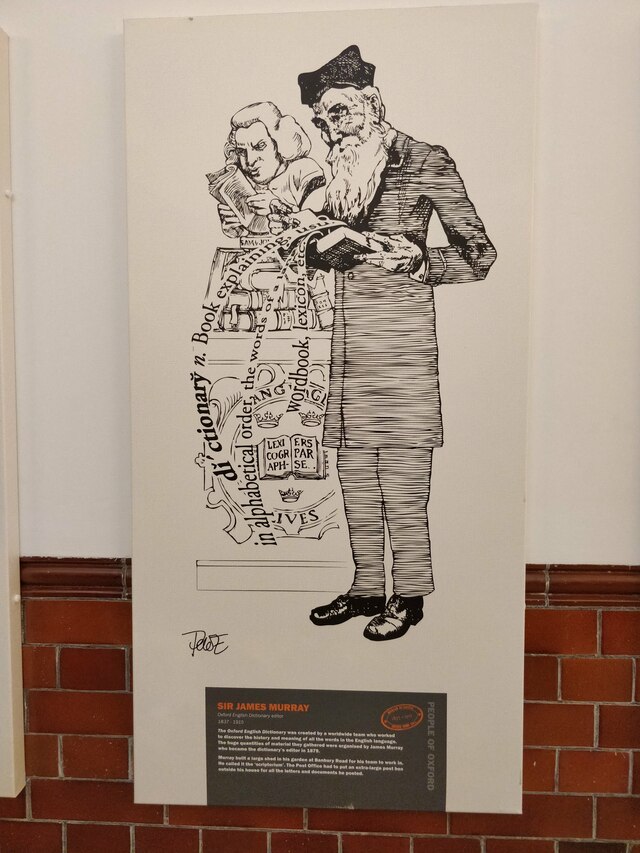 SAM
di'ctionary n. Book explaining
in alphabetical order, the words of a
wordbook, lexicon, etc
ANG
LEXI ERS
COGR PAR
APH- SE...
IVES
SIR JAMES MURRAY
Oxford English Dictionary editor
1837 - 1915
The Oxford English Dictionary was created by a worldwide team who worked
to discover the history and meaning of all the words in the English language.
The huge quantities of material they gathered were organised by James Murray
who became the dictionary's editor in 1879.
Murray built a large shed in his garden at Banbury Road for his team to work in.
He called it the 'scriptorium'. The Post Office had to put an extra-large post box
outside his house for all the letters and documents be posted.
PEOPLE OF OXFORD